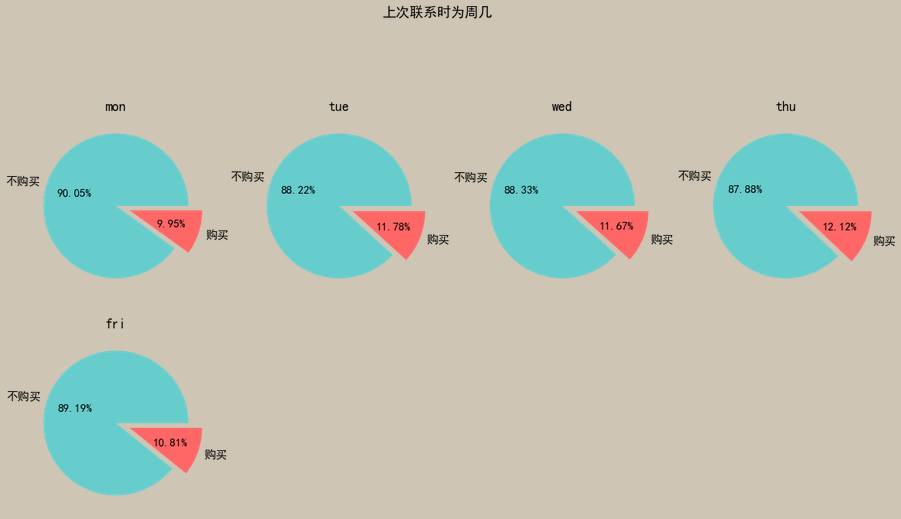 上次联系时为周几
mon
不购买
90.05%
9.95%
购买
tue
不购买
88.22%
11.78%
购买
wed
不购买
88.33%
11.67%
购买
thu
不购买
87.88%
12.12%
购买
fri
不购买
89.19%
10.81%
购买